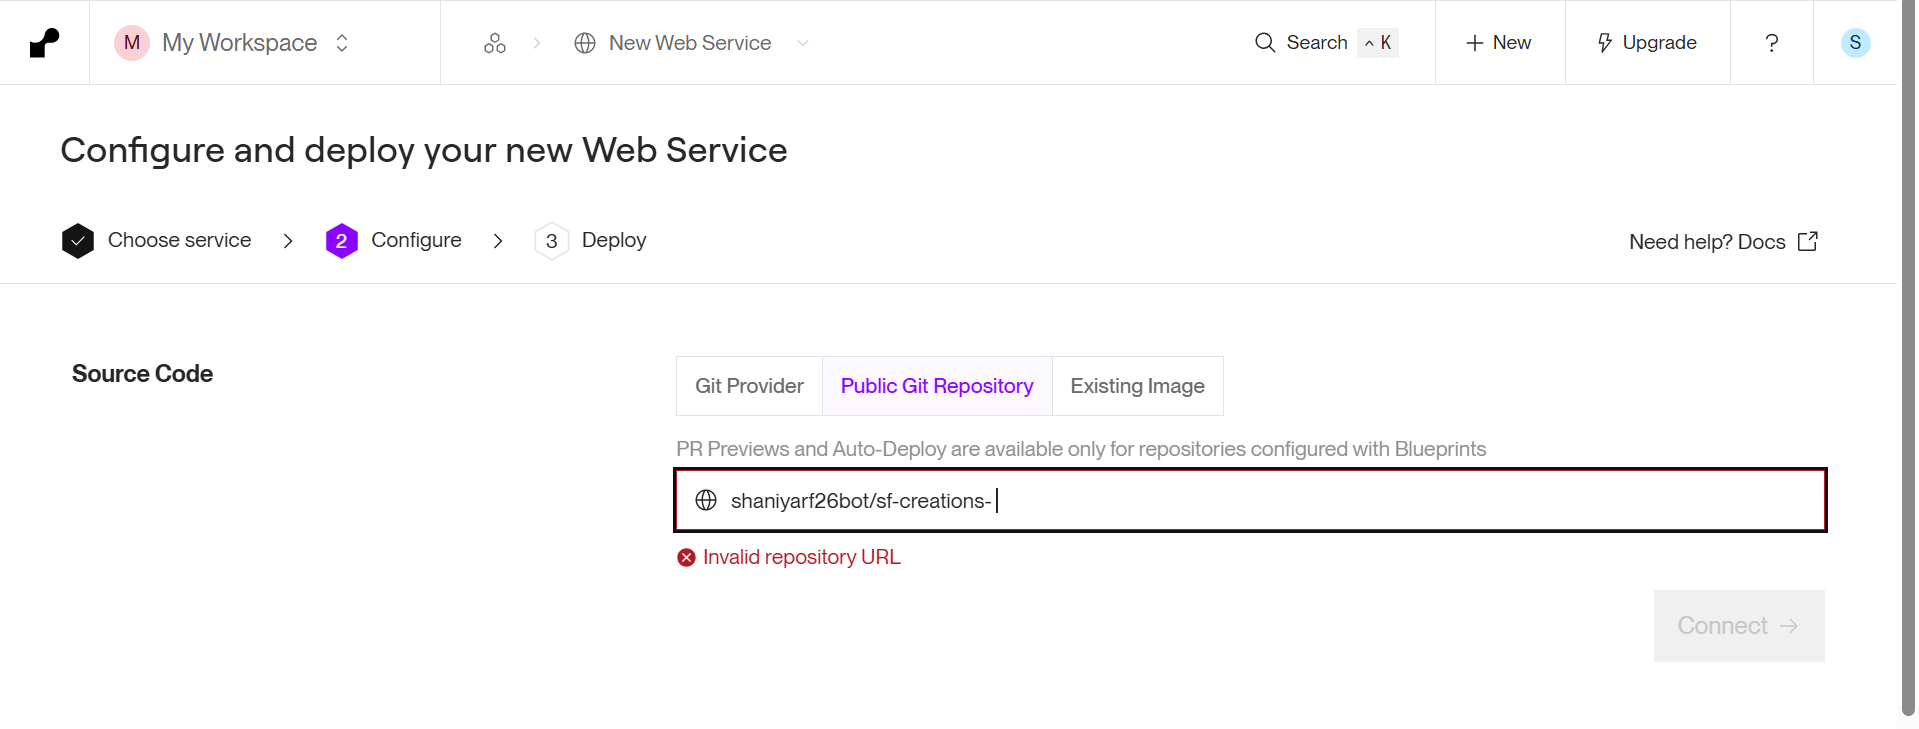 M My Workspace New Web Service Search ^ K + New Upgrade ? S
Configure and deploy your new Web Service
Choose service 2 Configure 3 Deploy Need help? Docs
Source Code
Git Provider Public Git Repository Existing Image
PR Previews and Auto-Deploy are available only for repositories configured with Blueprints
shaniyarf26bot/sf-creations-
Invalid repository URL
Connect →